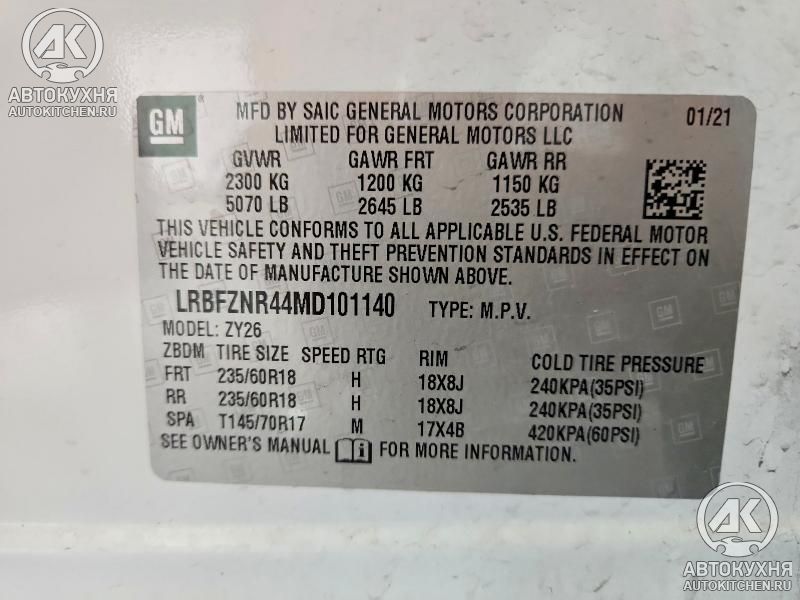 АВТОКУХНЯ
AUTOKITCHEN.RU
GM ®
MFD BY SAIC GENERAL MOTORS CORPORATION 01/21
LIMITED FOR GENERAL MOTORS LLC
GVWR GAWR FRT GAWR RR
2300 KG 1200 KG 1150 KG
5070 LB 2645 LB 2535 LB
THIS VEHICLE CONFORMS TO ALL APPLICABLE U.S. FEDERAL MOTOR
VEHICLE SAFETY AND THEFT PREVENTION STANDARDS IN EFFECT ON
THE DATE OF MANUFACTURE SHOWN ABOVE.
LRBFZNR44MD101140 TYPE: M.P.V.
MODEL: ZY26
ZBDM TIRE SIZE SPEED RTG RIM COLD TIRE PRESSURE
FRT 235/60R18 H 18X8J 240KPA(35PSI)
RR 235/60R18 H 18X8J 240KPA(35PSI)
SPA T145/70R17 M 17X4B 420KPA(60PSI)
SEE OWNER'S MANUAL FOR MORE INFORMATION.
АВТОКУХНЯ
AUTOKITCHEN.RU